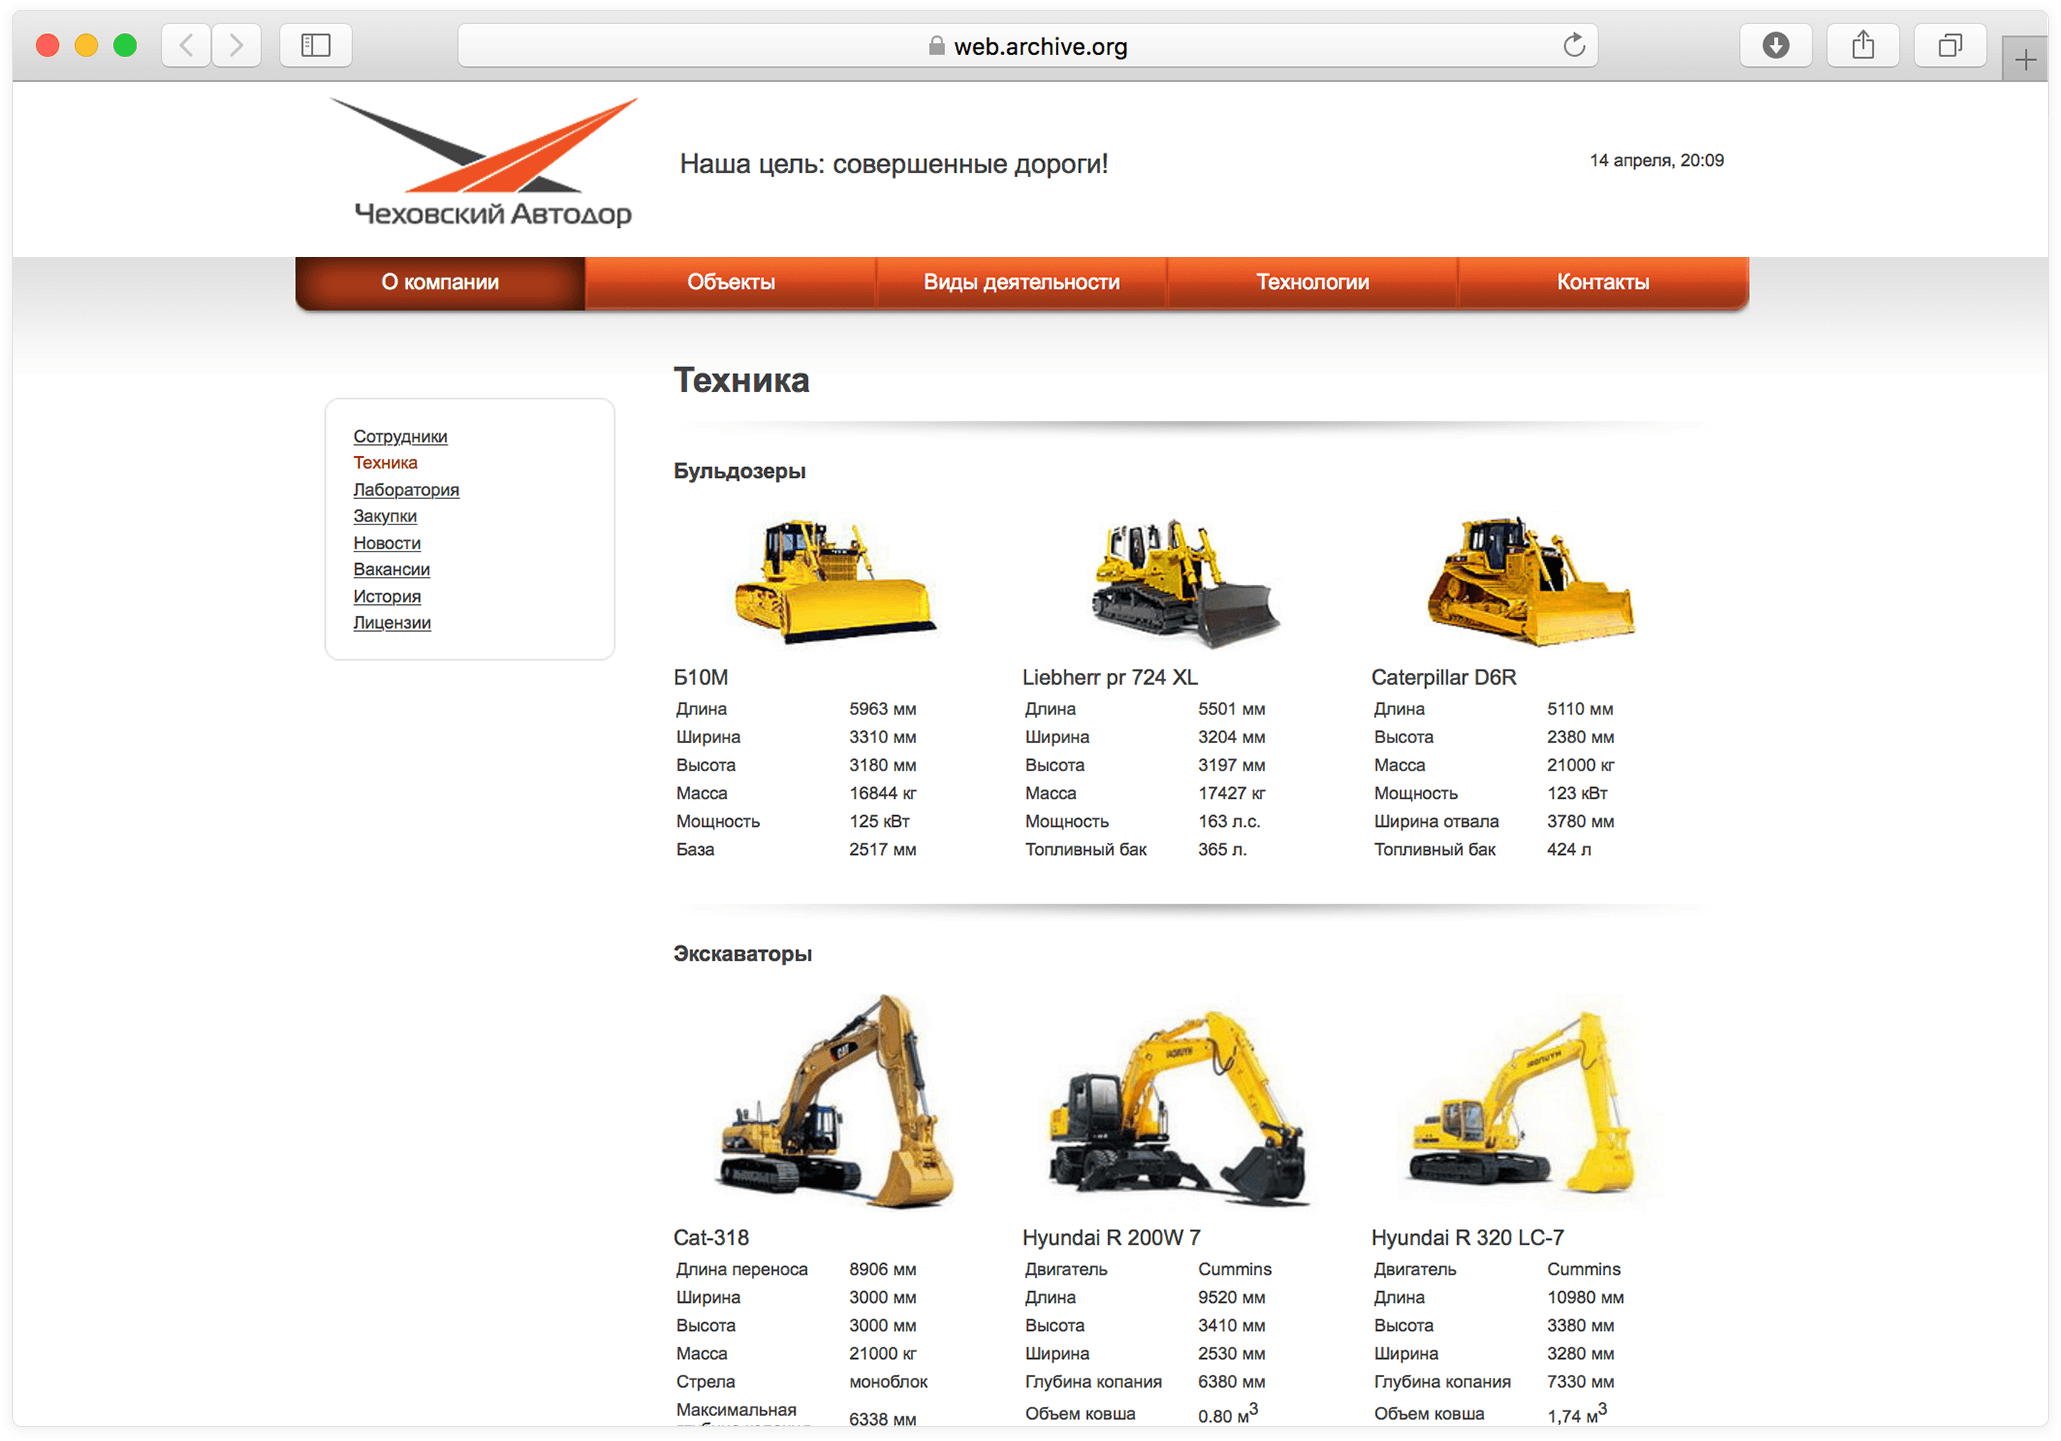 web.archive.org
Чеховский Автодор
Наша цель: совершенные дороги!
14 апреля, 20:09
О компании
Объекты
Виды деятельности
Технологии
Контакты
Сотрудники
Техника
Лаборатория
Закупки
Новости
Вакансии
История
Лицензии
Техника
Бульдозеры
Б10М
Длина 5963 мм
Ширина 3310 мм
Высота 3180 мм
Масса 16844 кг
Мощность 125 кВт
База 2517 мм
Liebherr pr 724 XL
Длина 5501 мм
Ширина 3204 мм
Высота 3197 мм
Масса 17427 кг
Мощность 163 л.с.
Топливный бак 365 л.
Caterpillar D6R
Длина 5110 мм
Высота 2380 мм
Масса 21000 кг
Мощность 123 кВт
Ширина отвала 3780 мм
Топливный бак 424 л
Экскаваторы
CAT
HYUNDAI
HYUNDAI
Cat-318
Длина переноса 8906 мм
Ширина 3000 мм
Высота 3000 мм
Масса 21000 кг
Стрела моноблок
Максимальная 6338 мм
Hyundai R 200W 7
Двигатель Cummins
Длина 9520 мм
Высота 3410 мм
Ширина 2530 мм
Глубина копания 6380 мм
Объем ковша 0.80 м³
Hyundai R 320 LC-7
Двигатель Cummins
Длина 10980 мм
Высота 3380 мм
Ширина 3280 мм
Глубина копания 7330 мм
Объем ковша 1,74 м³